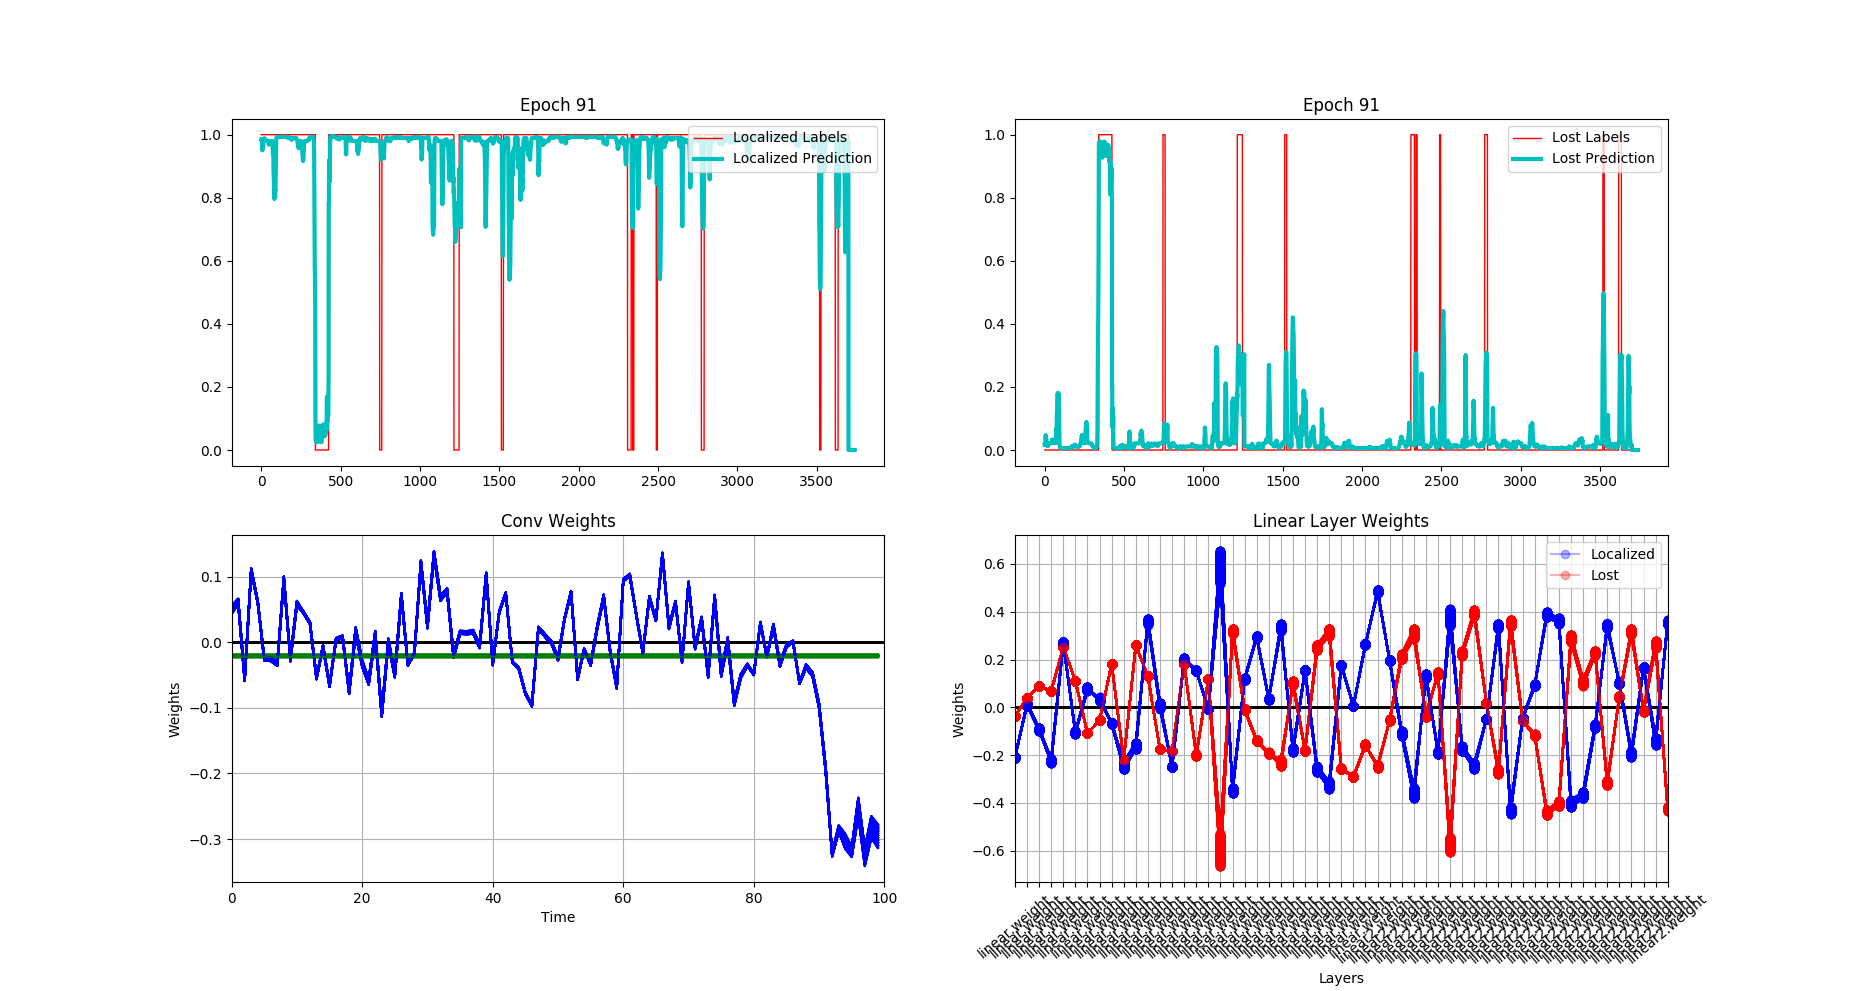 Epoch 91
Localized Labels
Localized Prediction
1.0
0.8
0.6
0.4
0.2
0.0
0
500
1000
1500
2000
2500
3000
3500
Epoch 91
Lost Labels
Lost Prediction
1.0
0.8
0.6
0.4
0.2
0.0
0
500
1000
1500
2000
2500
3000
3500
Conv Weights
Weights
0.1
0.0
−0.1
−0.2
−0.3
0
20
40
60
80
100
Time
Linear Layer Weights
Localized
Lost
Weights
0.6
0.4
0.2
0.0
−0.2
−0.4
−0.6
linear.weight
linear2.weight
Layers